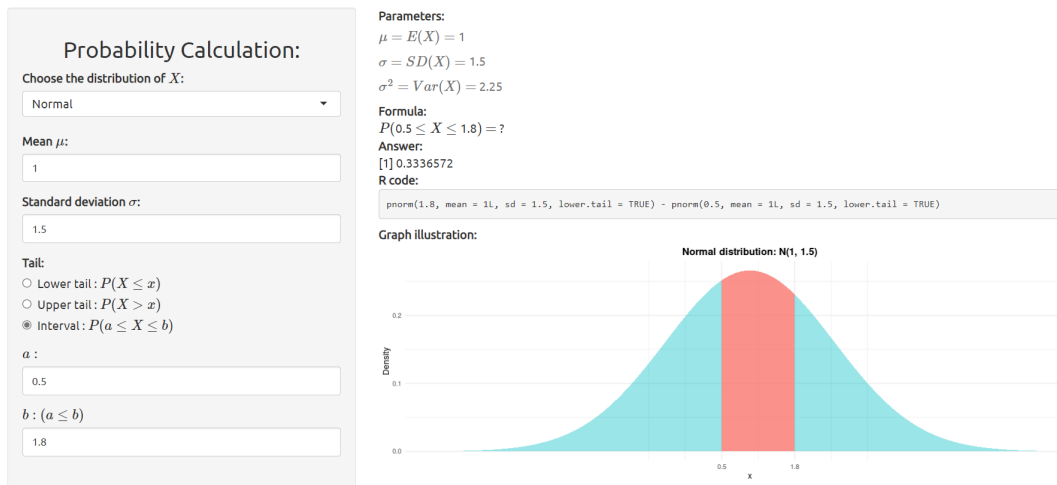 Probability Calculation:
Choose the distribution of X:
Normal
Mean μ:
1
Standard deviation σ:
1.5
Tail:
Lower tail : P(X ≤ x)
Upper tail : P(X > x)
Interval : P(a ≤ X ≤ b)
a :
0.5
b : (a ≤ b)
1.8
Parameters:
μ = E(X) = 1
σ = SD(X) = 1.5
σ² = Var(X) = 2.25
Formula:
P(0.5 ≤ X ≤ 1.8) = ?
Answer:
[1] 0.3336572
R code:
pnorm(1.8, mean = 1L, sd = 1.5, lower.tail = TRUE) - pnorm(0.5, mean = 1L, sd = 1.5, lower.tail = TRUE)
Graph illustration:
Normal distribution: N(1, 1.5)
Density
0.2
0.1
0.0
0.5 1.8
x